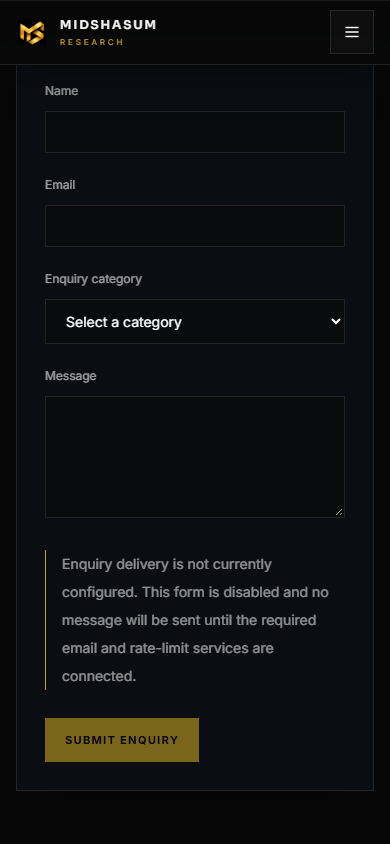 MIDSHASUM
RESEARCH
Name
Email
Enquiry category
Select a category
Message
Enquiry delivery is not currently
configured. This form is disabled and no
message will be sent until the required
email and rate-limit services are
connected.
SUBMIT ENQUIRY